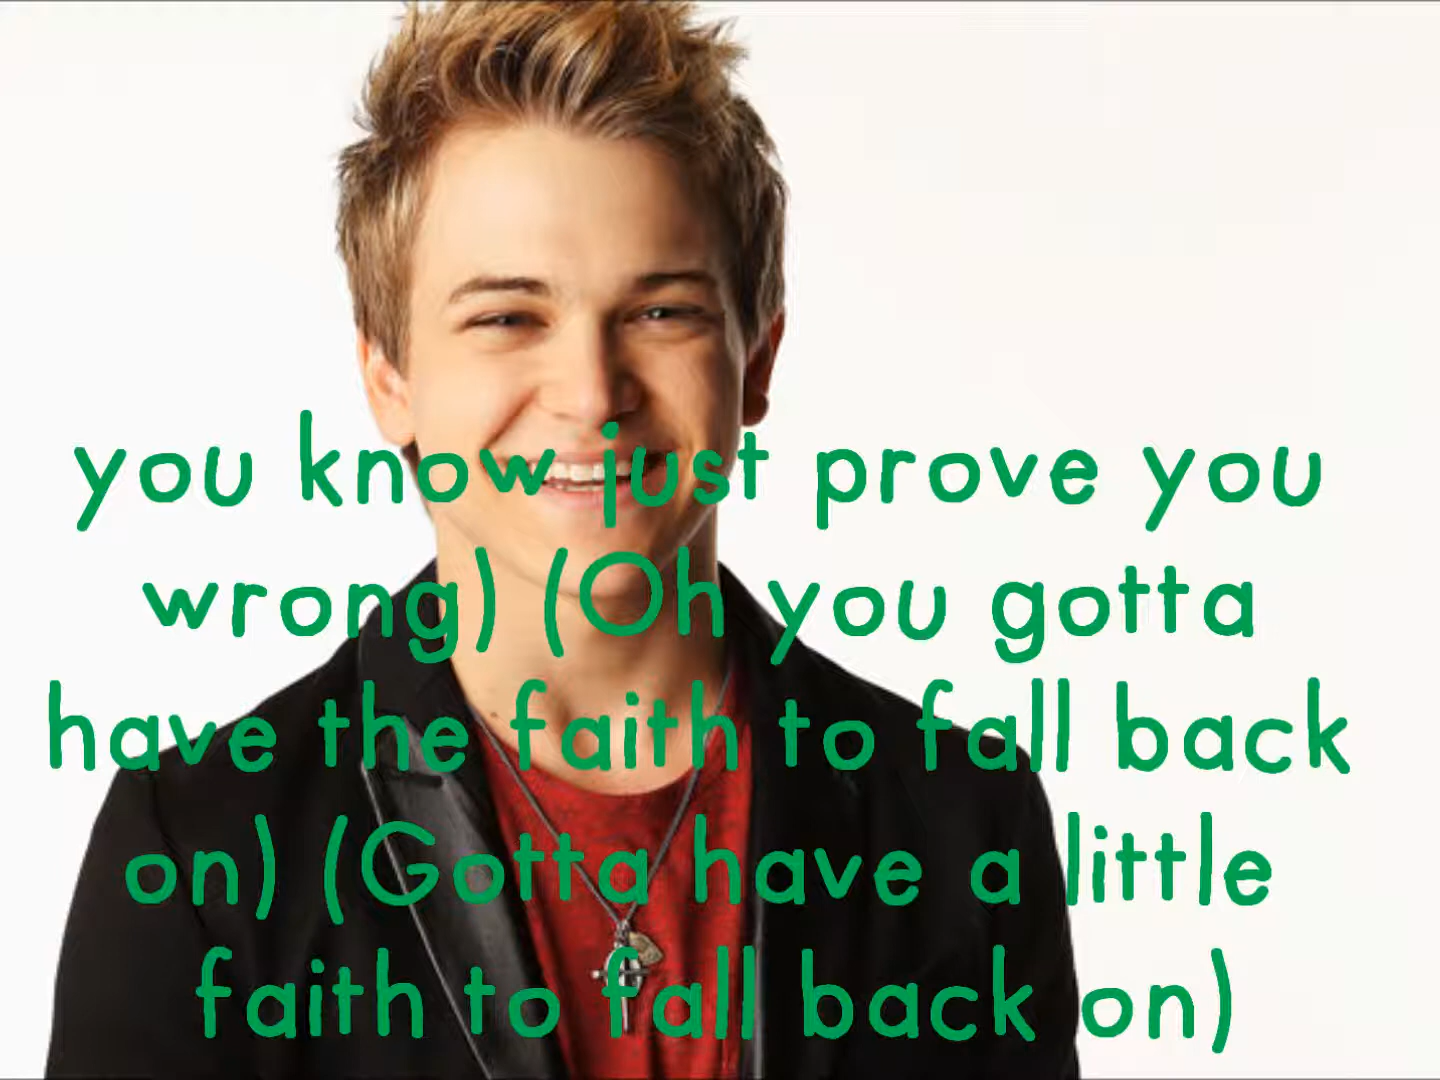 you know just prove you
wrong) (Oh you gotta
have the faith to fall back
on) (Gotta have a little
faith to fall back on)